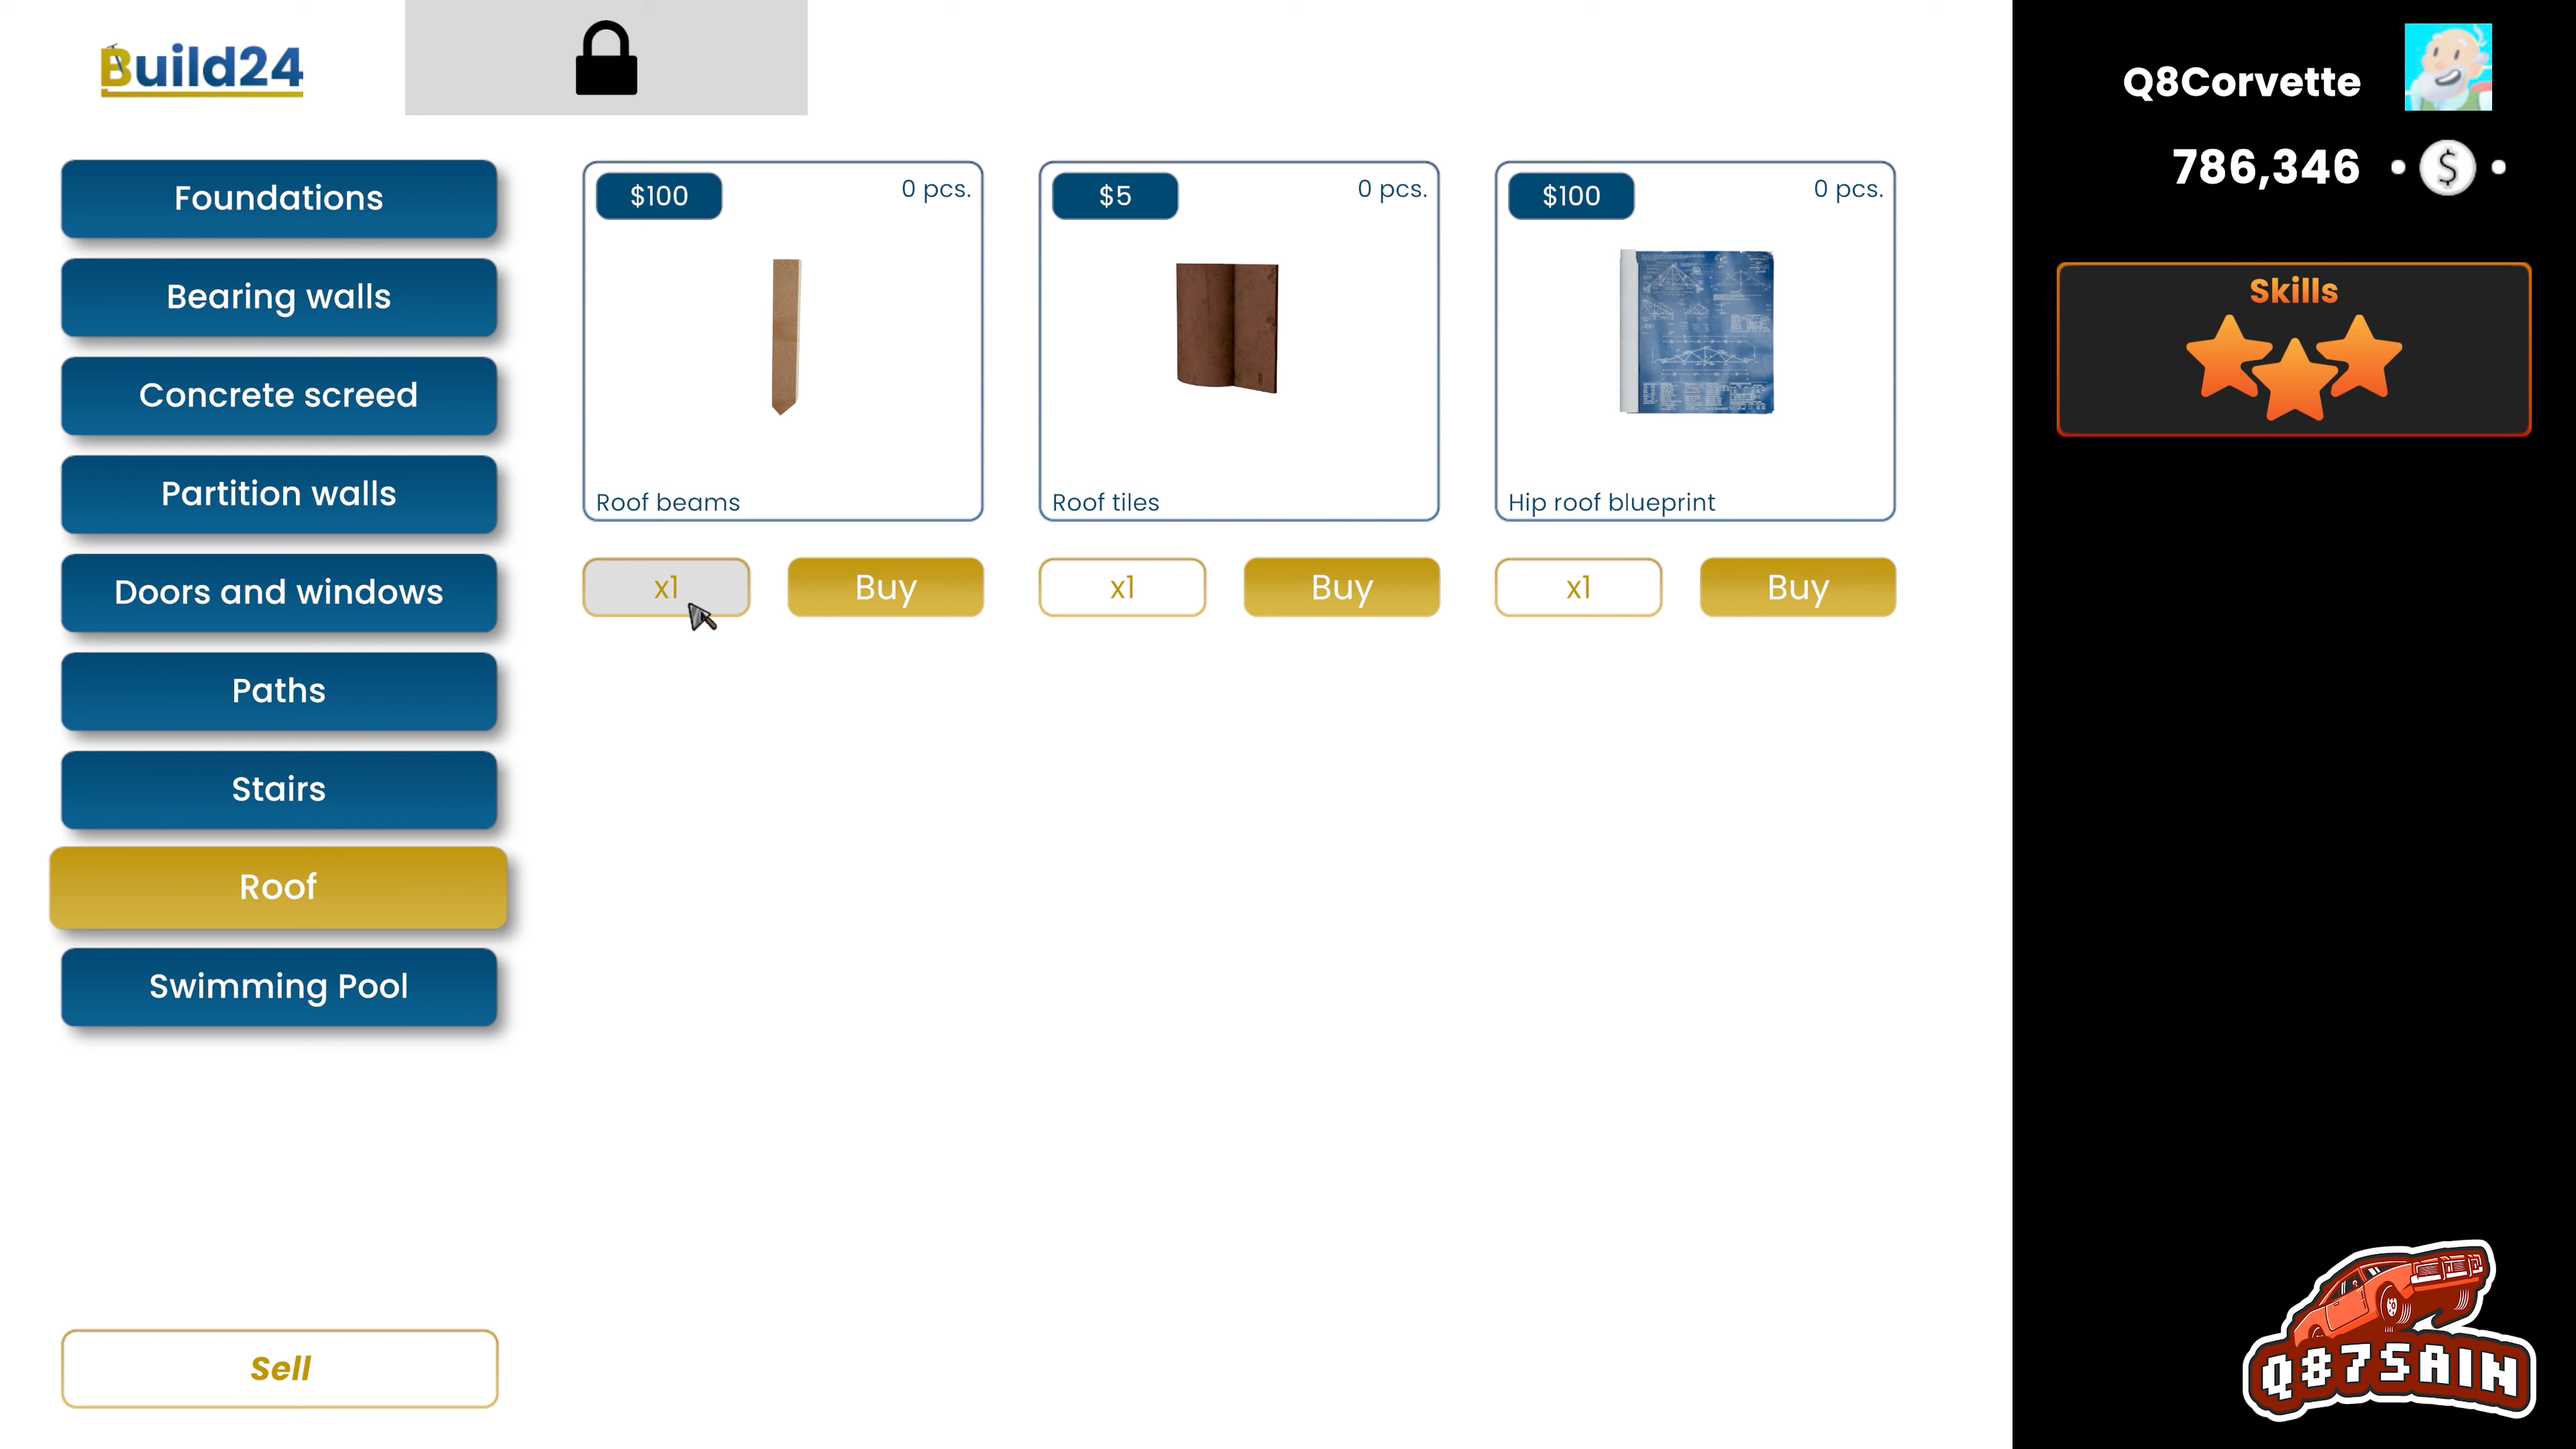 Build24
Q8Corvette
786,346
$
Skills
Foundations
Bearing walls
Concrete screed
Partition walls
Doors and windows
Paths
Stairs
Roof
Swimming Pool
Sell
$100
0 pcs.
Roof beams
x1
Buy
$5
0 pcs.
Roof tiles
x1
Buy
$100
0 pcs.
Hip roof blueprint
x1
Buy
Q87SAIH